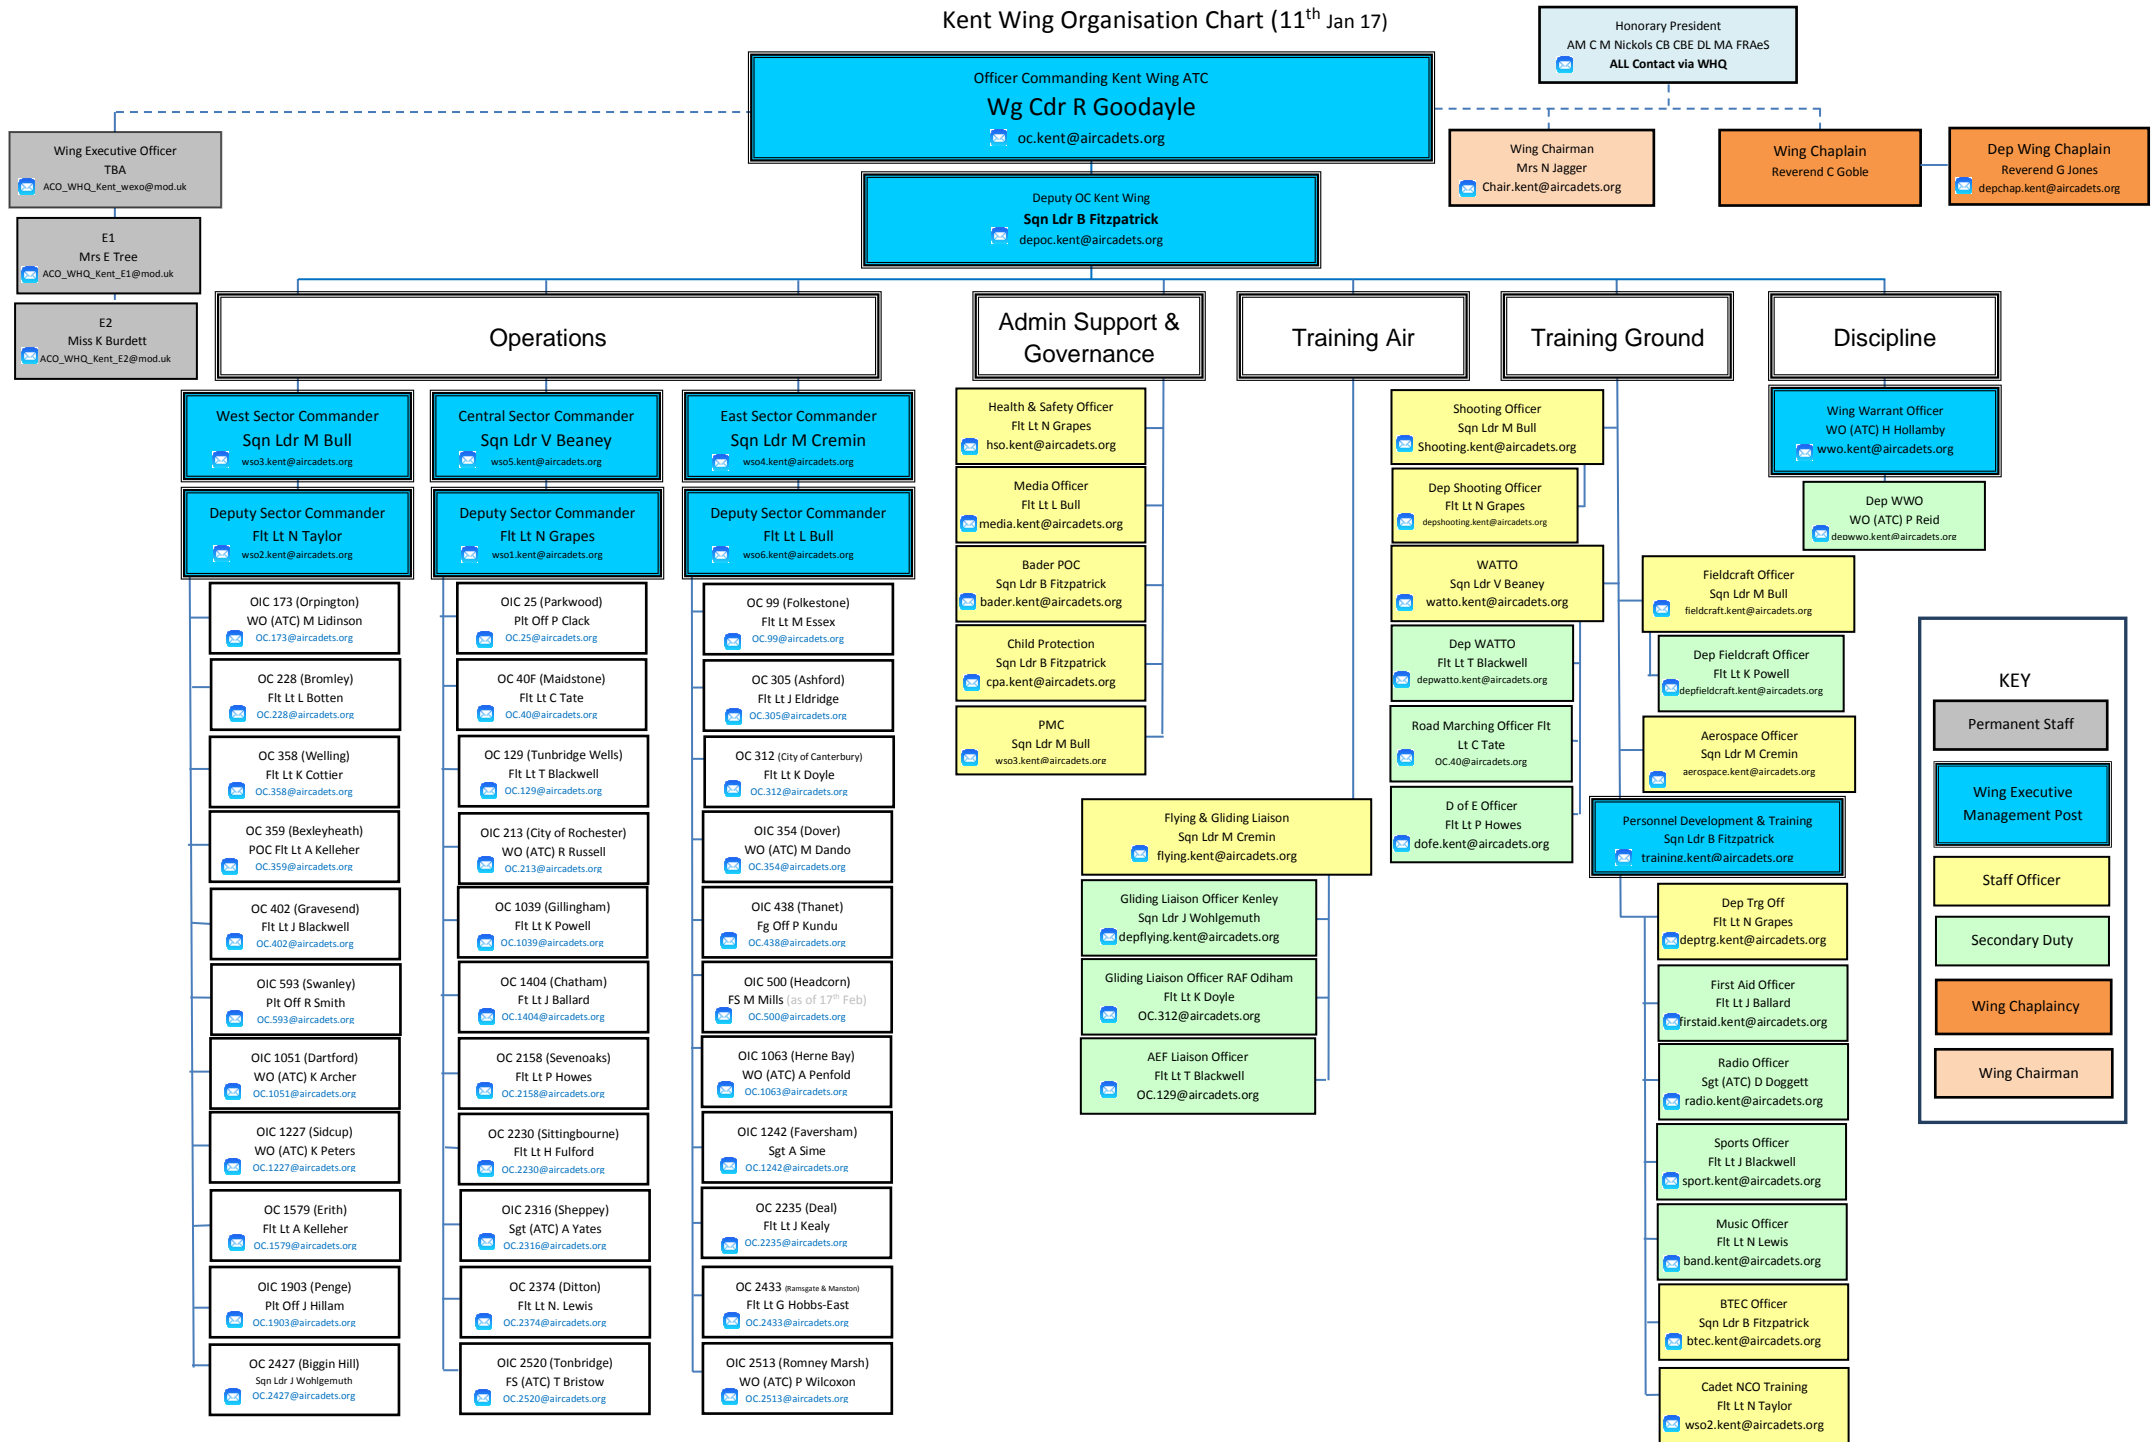 Kent Wing Organisation Chart (11th Jan 17)
Honorary President
AM C M Nickols CB CBE DL MA FRAeS
ALL Contact via WHQ
Officer Commanding Kent Wing ATC
Wg Cdr R Goodayle
oc.kent@aircadets.org
Wing Executive Officer
TBA
ACO_WHQ_Kent_wexo@mod.uk
Wing Chairman
Mrs N Jagger
Chair.kent@aircadets.org
Wing Chaplain
Reverend C Goble
Dep Wing Chaplain
Reverend G Jones
depchap.kent@aircadets.org
Deputy OC Kent Wing
Sqn Ldr B Fitzpatrick
depoc.kent@aircadets.org
E1
Mrs E Tree
ACO_WHQ_Kent_E1@mod.uk
E2
Miss K Burdett
ACO_WHQ_Kent_E2@mod.uk
Operations
Admin Support &
Governance
Training Air
Training Ground
Discipline
West Sector Commander
Sqn Ldr M Bull
wso3.kent@aircadets.org
Deputy Sector Commander
Flt Lt N Taylor
wso2.kent@aircadets.org
OIC 173 (Orpington)
WO (ATC) M Lidinson
OC.173@aircadets.org
OC 228 (Bromley)
Flt Lt L Botten
OC.228@aircadets.org
OC 358 (Welling)
Flt Lt K Cottier
OC.358@aircadets.org
OC 359 (Bexleyheath)
POC Flt Lt A Kelleher
OC.359@aircadets.org
OC 402 (Gravesend)
Flt Lt J Blackwell
OC.402@aircadets.org
OIC 593 (Swanley)
Plt Off R Smith
OC.593@aircadets.org
OIC 1051 (Dartford)
WO (ATC) K Archer
OC.1051@aircadets.org
OIC 1227 (Sidcup)
WO (ATC) K Peters
OC.1227@aircadets.org
OC 1579 (Erith)
Flt Lt A Kelleher
OC.1579@aircadets.org
OIC 1903 (Penge)
Plt Off J Hillam
OC.1903@aircadets.org
OC 2427 (Biggin Hill)
Sqn Ldr J Wohlgemuth
OC.2427@aircadets.org
Central Sector Commander
Sqn Ldr V Beaney
wso5.kent@aircadets.org
Deputy Sector Commander
Flt Lt N Grapes
wso1.kent@aircadets.org
OIC 25 (Parkwood)
Plt Off P Clack
OC.25@aircadets.org
OC 40F (Maidstone)
Flt Lt C Tate
OC.40@aircadets.org
OC 129 (Tunbridge Wells)
Flt Lt T Blackwell
OC.129@aircadets.org
OIC 213 (City of Rochester)
WO (ATC) R Russell
OC.213@aircadets.org
OC 1039 (Gillingham)
Flt Lt K Powell
OC.1039@aircadets.org
OC 1404 (Chatham)
Ft Lt J Ballard
OC.1404@aircadets.org
OC 2158 (Sevenoaks)
Flt Lt P Howes
OC.2158@aircadets.org
OC 2230 (Sittingbourne)
Flt Lt H Fulford
OC.2230@aircadets.org
OIC 2316 (Sheppey)
Sgt (ATC) A Yates
OC.2316@aircadets.org
OC 2374 (Ditton)
Flt Lt N. Lewis
OC.2374@aircadets.org
OIC 2520 (Tonbridge)
FS (ATC) T Bristow
OC.2520@aircadets.org
East Sector Commander
Sqn Ldr M Cremin
wso4.kent@aircadets.org
Deputy Sector Commander
Flt Lt L Bull
wso6.kent@aircadets.org
OC 99 (Folkestone)
Flt Lt M Essex
OC.99@aircadets.org
OC 305 (Ashford)
Flt Lt J Eldridge
OC.305@aircadets.org
OC 312 (City of Canterbury)
Flt Lt K Doyle
OC.312@aircadets.org
OIC 354 (Dover)
WO (ATC) M Dando
OC.354@aircadets.org
OIC 438 (Thanet)
Fg Off P Kundu
OC.438@aircadets.org
OIC 500 (Headcorn)
FS M Mills (as of 17th Feb)
OC.500@aircadets.org
OIC 1063 (Herne Bay)
WO (ATC) A Penfold
OC.1063@aircadets.org
OIC 1242 (Faversham)
Sgt A Sime
OC.1242@aircadets.org
OC 2235 (Deal)
Flt Lt J Kealy
OC.2235@aircadets.org
OC 2433 (Ramsgate & Manston)
Flt Lt G Hobbs-East
OC.2433@aircadets.org
OIC 2513 (Romney Marsh)
WO (ATC) P Wilcoxon
OC.2513@aircadets.org
Health & Safety Officer
Flt Lt N Grapes
hso.kent@aircadets.org
Media Officer
Flt Lt L Bull
media.kent@aircadets.org
Bader POC
Sqn Ldr B Fitzpatrick
bader.kent@aircadets.org
Child Protection
Sqn Ldr B Fitzpatrick
cpa.kent@aircadets.org
PMC
Sqn Ldr M Bull
wso3.kent@aircadets.org
Flying & Gliding Liaison
Sqn Ldr M Cremin
flying.kent@aircadets.org
Gliding Liaison Officer Kenley
Sqn Ldr J Wohlgemuth
depflying.kent@aircadets.org
Gliding Liaison Officer RAF Odiham
Flt Lt K Doyle
OC.312@aircadets.org
AEF Liaison Officer
Flt Lt T Blackwell
OC.129@aircadets.org
Shooting Officer
Sqn Ldr M Bull
Shooting.kent@aircadets.org
Dep Shooting Officer
Flt Lt N Grapes
depshooting.kent@aircadets.org
WATTO
Sqn Ldr V Beaney
watto.kent@aircadets.org
Dep WATTO
Flt Lt T Blackwell
depwatto.kent@aircadets.org
Road Marching Officer Flt
Lt C Tate
OC.40@aircadets.org
D of E Officer
Flt Lt P Howes
dofe.kent@aircadets.org
Fieldcraft Officer
Sqn Ldr M Bull
fieldcraft.kent@aircadets.org
Dep Fieldcraft Officer
Flt Lt K Powell
depfieldcraft.kent@aircadets.org
Aerospace Officer
Sqn Ldr M Cremin
aerospace.kent@aircadets.org
Personnel Development & Training
Sqn Ldr B Fitzpatrick
training.kent@aircadets.org
Dep Trg Off
Flt Lt N Grapes
deptrg.kent@aircadets.org
First Aid Officer
Flt Lt J Ballard
firstaid.kent@aircadets.org
Radio Officer
Sgt (ATC) D Doggett
radio.kent@aircadets.org
Sports Officer
Flt Lt J Blackwell
sport.kent@aircadets.org
Music Officer
Flt Lt N Lewis
band.kent@aircadets.org
BTEC Officer
Sqn Ldr B Fitzpatrick
btec.kent@aircadets.org
Cadet NCO Training
Flt Lt N Taylor
wso2.kent@aircadets.org
Wing Warrant Officer
WO (ATC) H Hollamby
wwo.kent@aircadets.org
Dep WWO
WO (ATC) P Reid
depwwo.kent@aircadets.org
KEY
Permanent Staff
Wing Executive
Management Post
Staff Officer
Secondary Duty
Wing Chaplaincy
Wing Chairman